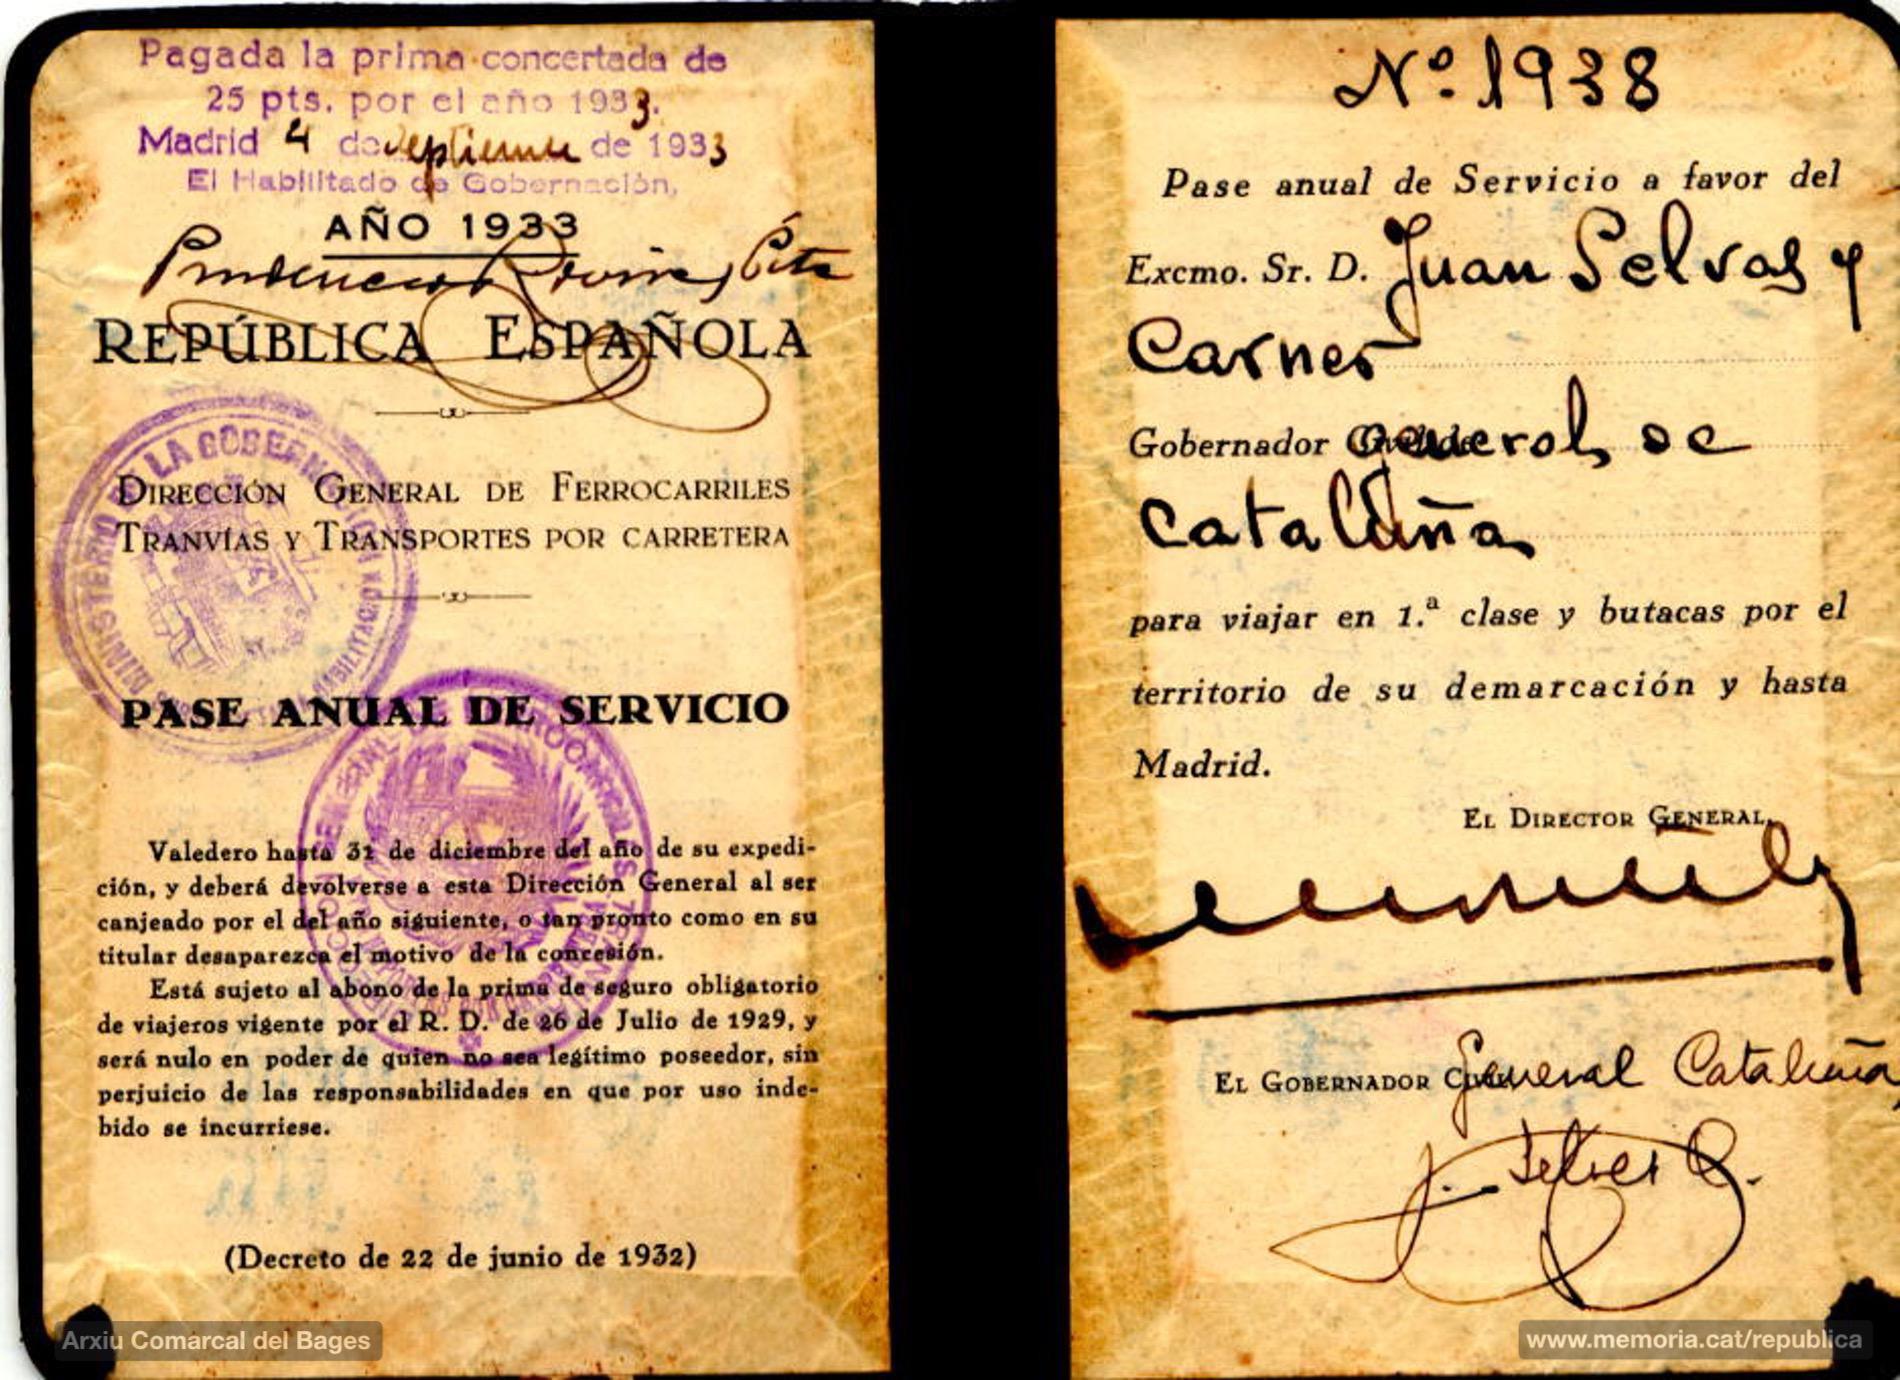 Pagada la prima concertada de
25 pts. por el año 1933.
Madrid 4 de septiembre de 1933
El Habilitado de Gobernación,
AÑO 1933
REPÚBLICA ESPAÑOLA
DIRECCIÓN GENERAL DE FERROCARRILES
TRANVÍAS Y TRANSPORTES POR CARRETERA
MINISTERIO DE LA GOBERNACION
HABILITACION
PASE ANUAL DE SERVICIO
Valedero hasta 31 de diciembre del año de su expedi-
ción, y deberá devolverse a esta Dirección General al ser
canjeado por el del año siguiente, o tan pronto como en su
titular desaparezca el motivo de la concesión.
Está sujeto al abono de la prima de seguro obligatorio
de viajeros vigente por el R. D. de 26 de Julio de 1929, y
será nulo en poder de quien no sea legítimo poseedor, sin
perjuicio de las responsabilidades en que por uso inde-
bido se incurriese.
(Decreto de 22 de junio de 1932)
Arxiu Comarcal del Bages
Nº 1938
Pase anual de Servicio a favor del
Excmo. Sr. D. Juan Selvas y
Carner
Gobernador general de
Cataluña
para viajar en 1.ª clase y butacas por el
territorio de su demarcación y hasta
Madrid.
EL DIRECTOR GENERAL,
EL GOBERNADOR General Cataluña
J. Selves C.
www.memoria.cat/republica